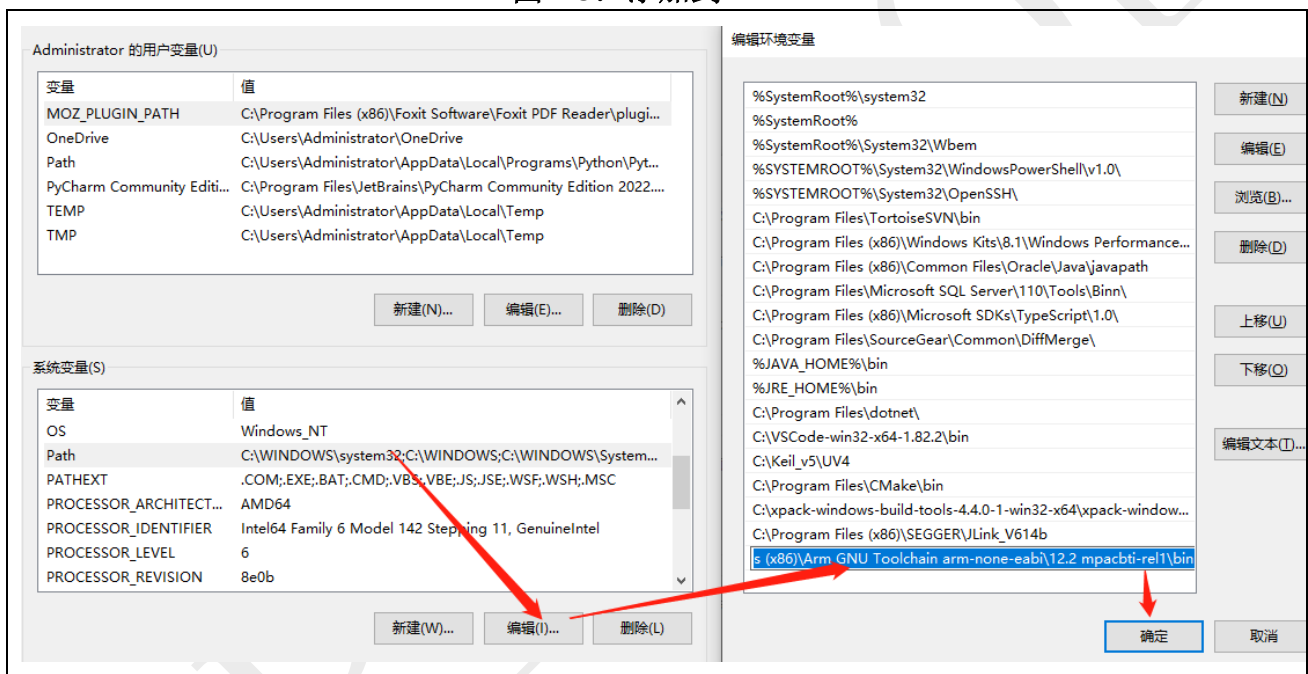 Administrator 的用户变量(U)
变量 值
MOZ_PLUGIN_PATH C:\Program Files (x86)\Foxit Software\Foxit PDF Reader\plugi...
OneDrive C:\Users\Administrator\OneDrive
Path C:\Users\Administrator\AppData\Local\Programs\Python\Pyt...
PyCharm Community Editi... C:\Program Files\JetBrains\PyCharm Community Edition 2022....
TEMP C:\Users\Administrator\AppData\Local\Temp
TMP C:\Users\Administrator\AppData\Local\Temp
新建(N)... 编辑(E)... 删除(D)
系统变量(S)
变量 值
OS Windows_NT
Path C:\WINDOWS\system32;C:\WINDOWS;C:\WINDOWS\System...
PATHEXT .COM;.EXE;.BAT;.CMD;.VBS;.VBE;.JS;.JSE;.WSF;.WSH;.MSC
PROCESSOR_ARCHITECT... AMD64
PROCESSOR_IDENTIFIER Intel64 Family 6 Model 142 Stepping 11, GenuineIntel
PROCESSOR_LEVEL 6
PROCESSOR_REVISION 8e0b
新建(W)... 编辑(I)... 删除(L)
编辑环境变量
%SystemRoot%\system32
%SystemRoot%
%SystemRoot%\System32\Wbem
%SYSTEMROOT%\System32\WindowsPowerShell\v1.0\
%SYSTEMROOT%\System32\OpenSSH\
C:\Program Files\TortoiseSVN\bin
C:\Program Files (x86)\Windows Kits\8.1\Windows Performance...
C:\Program Files (x86)\Common Files\Oracle\Java\javapath
C:\Program Files\Microsoft SQL Server\110\Tools\Binn\
C:\Program Files (x86)\Microsoft SDKs\TypeScript\1.0\
C:\Program Files\SourceGear\Common\DiffMerge\
%JAVA_HOME%\bin
%JRE_HOME%\bin
C:\Program Files\dotnet\
C:\VSCode-win32-x64-1.82.2\bin
C:\Keil_v5\UV4
C:\Program Files\CMake\bin
C:\xpack-windows-build-tools-4.4.0-1-win32-x64\xpack-window...
C:\Program Files (x86)\SEGGER\JLink_V614b
s (x86)\Arm GNU Toolchain arm-none-eabi\12.2 mpacbti-rel1\bin
新建(N)
编辑(E)
浏览(B)...
删除(D)
上移(U)
下移(O)
编辑文本(T)...
确定 取消